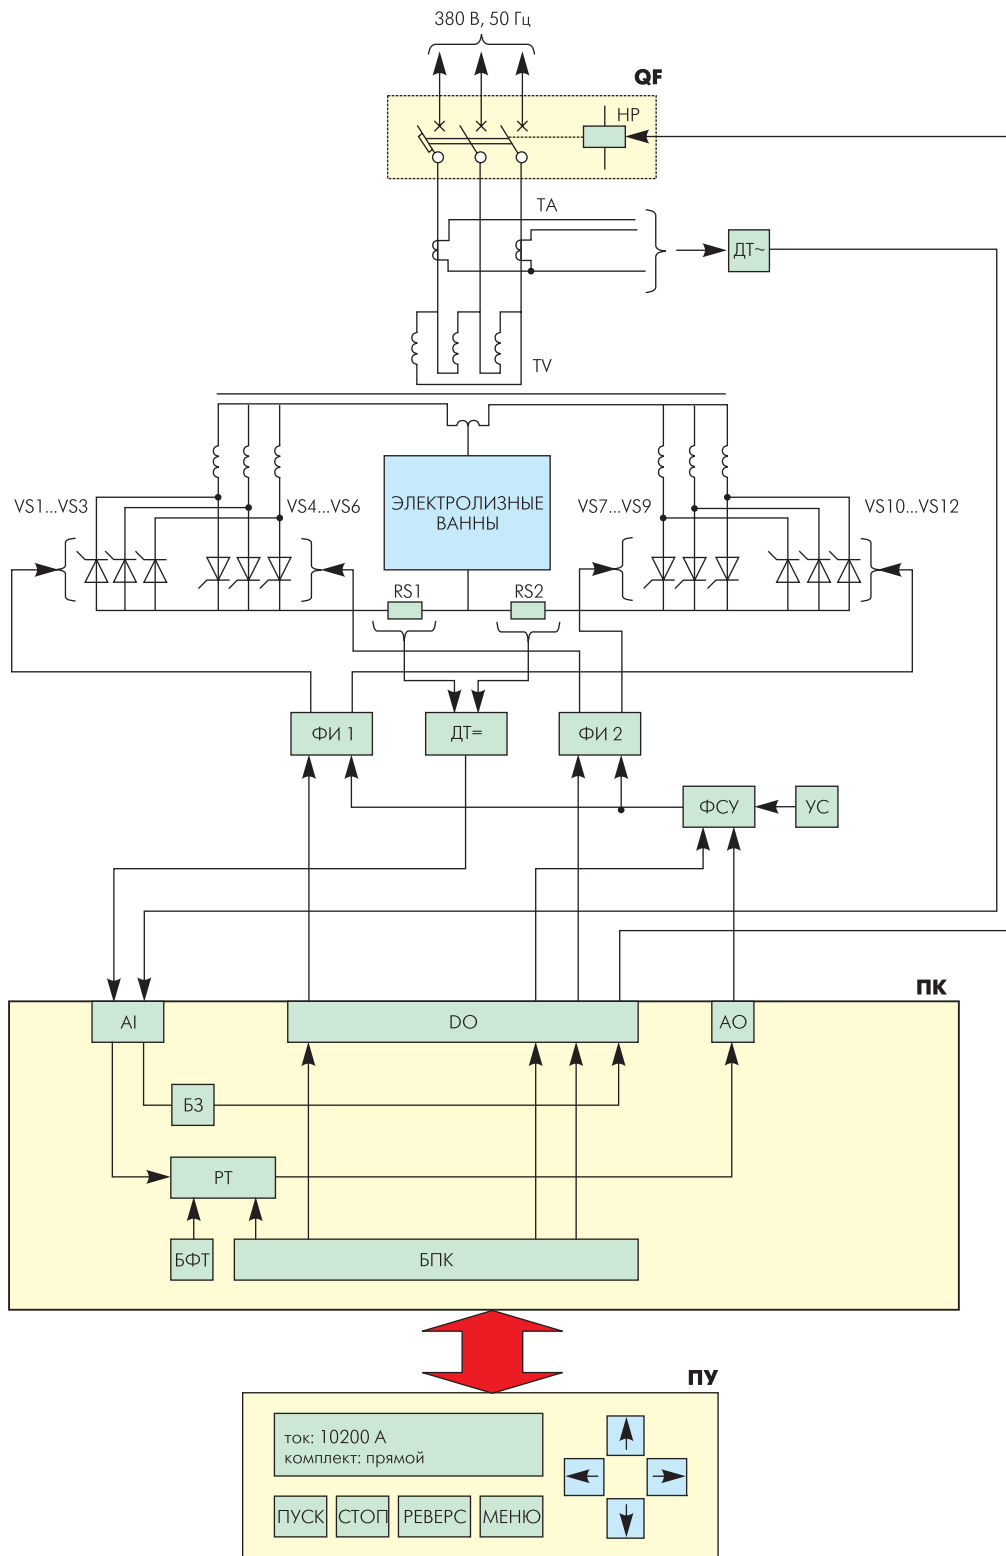 380 В, 50 Гц
QF
НР
ТА
ДТ~
TV
ЭЛЕКТРОЛИЗНЫЕ
ВАННЫ
VS1...VS3
VS4...VS6
VS7...VS9
VS10...VS12
RS1
RS2
ФИ 1
ДТ=
ФИ 2
ФСУ
УС
ПК
AI
DO
AO
БЗ
РТ
БФТ
БПК
ПУ
ток: 10200 А
комплект: прямой
ПУСК
СТОП
РЕВЕРС
МЕНЮ